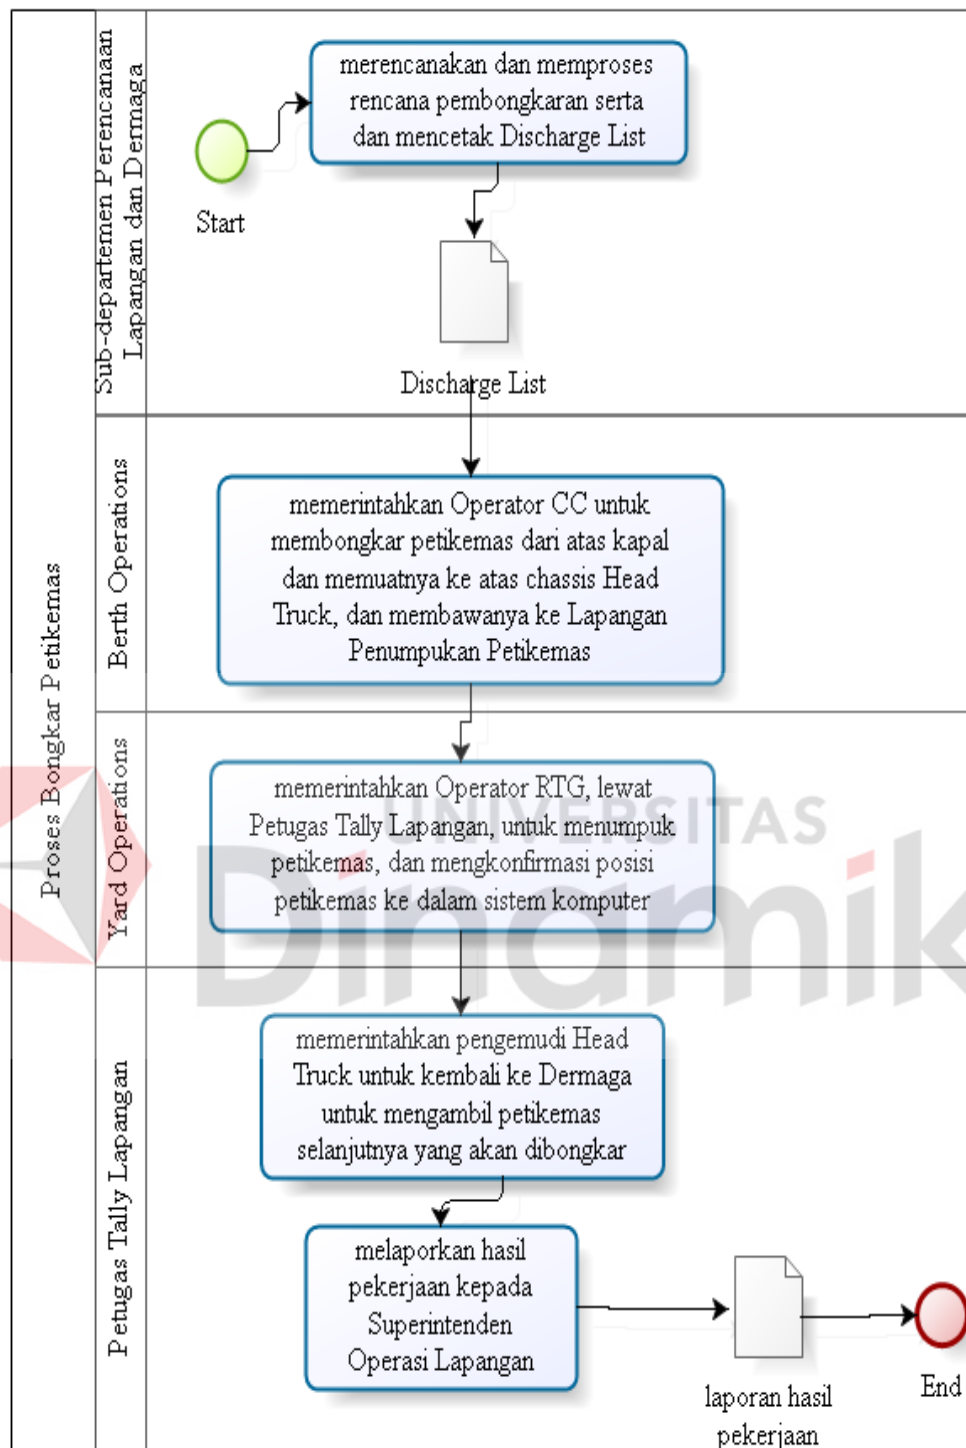 Proses Bongkar Petikemas
Sub-departemen Perencanaan
Lapangan dan Dermaga
merencanakan dan memproses
rencana pembongkaran serta
dan mencetak Discharge List
Start
Discharge List
Berth Operations
memerintahkan Operator CC untuk
membongkar petikemas dari atas kapal
dan memuatnya ke atas chassis Head
Truck, dan membawanya ke Lapangan
Penumpukan Petikemas
Yard Operations
memerintahkan Operator RTG, lewat
Petugas Tally Lapangan, untuk menumpuk
petikemas, dan mengkonfirmasi posisi
petikemas ke dalam sistem komputer
UNIVERSITAS
Dinamik
Petugas Tally Lapangan
memerintahkan pengemudi Head
Truck untuk kembali ke Dermaga
untuk mengambil petikemas
selanjutnya yang akan dibongkar
melaporkan hasil
pekerjaan kepada
Superintenden
Operasi Lapangan
laporan hasil
pekerjaan
End